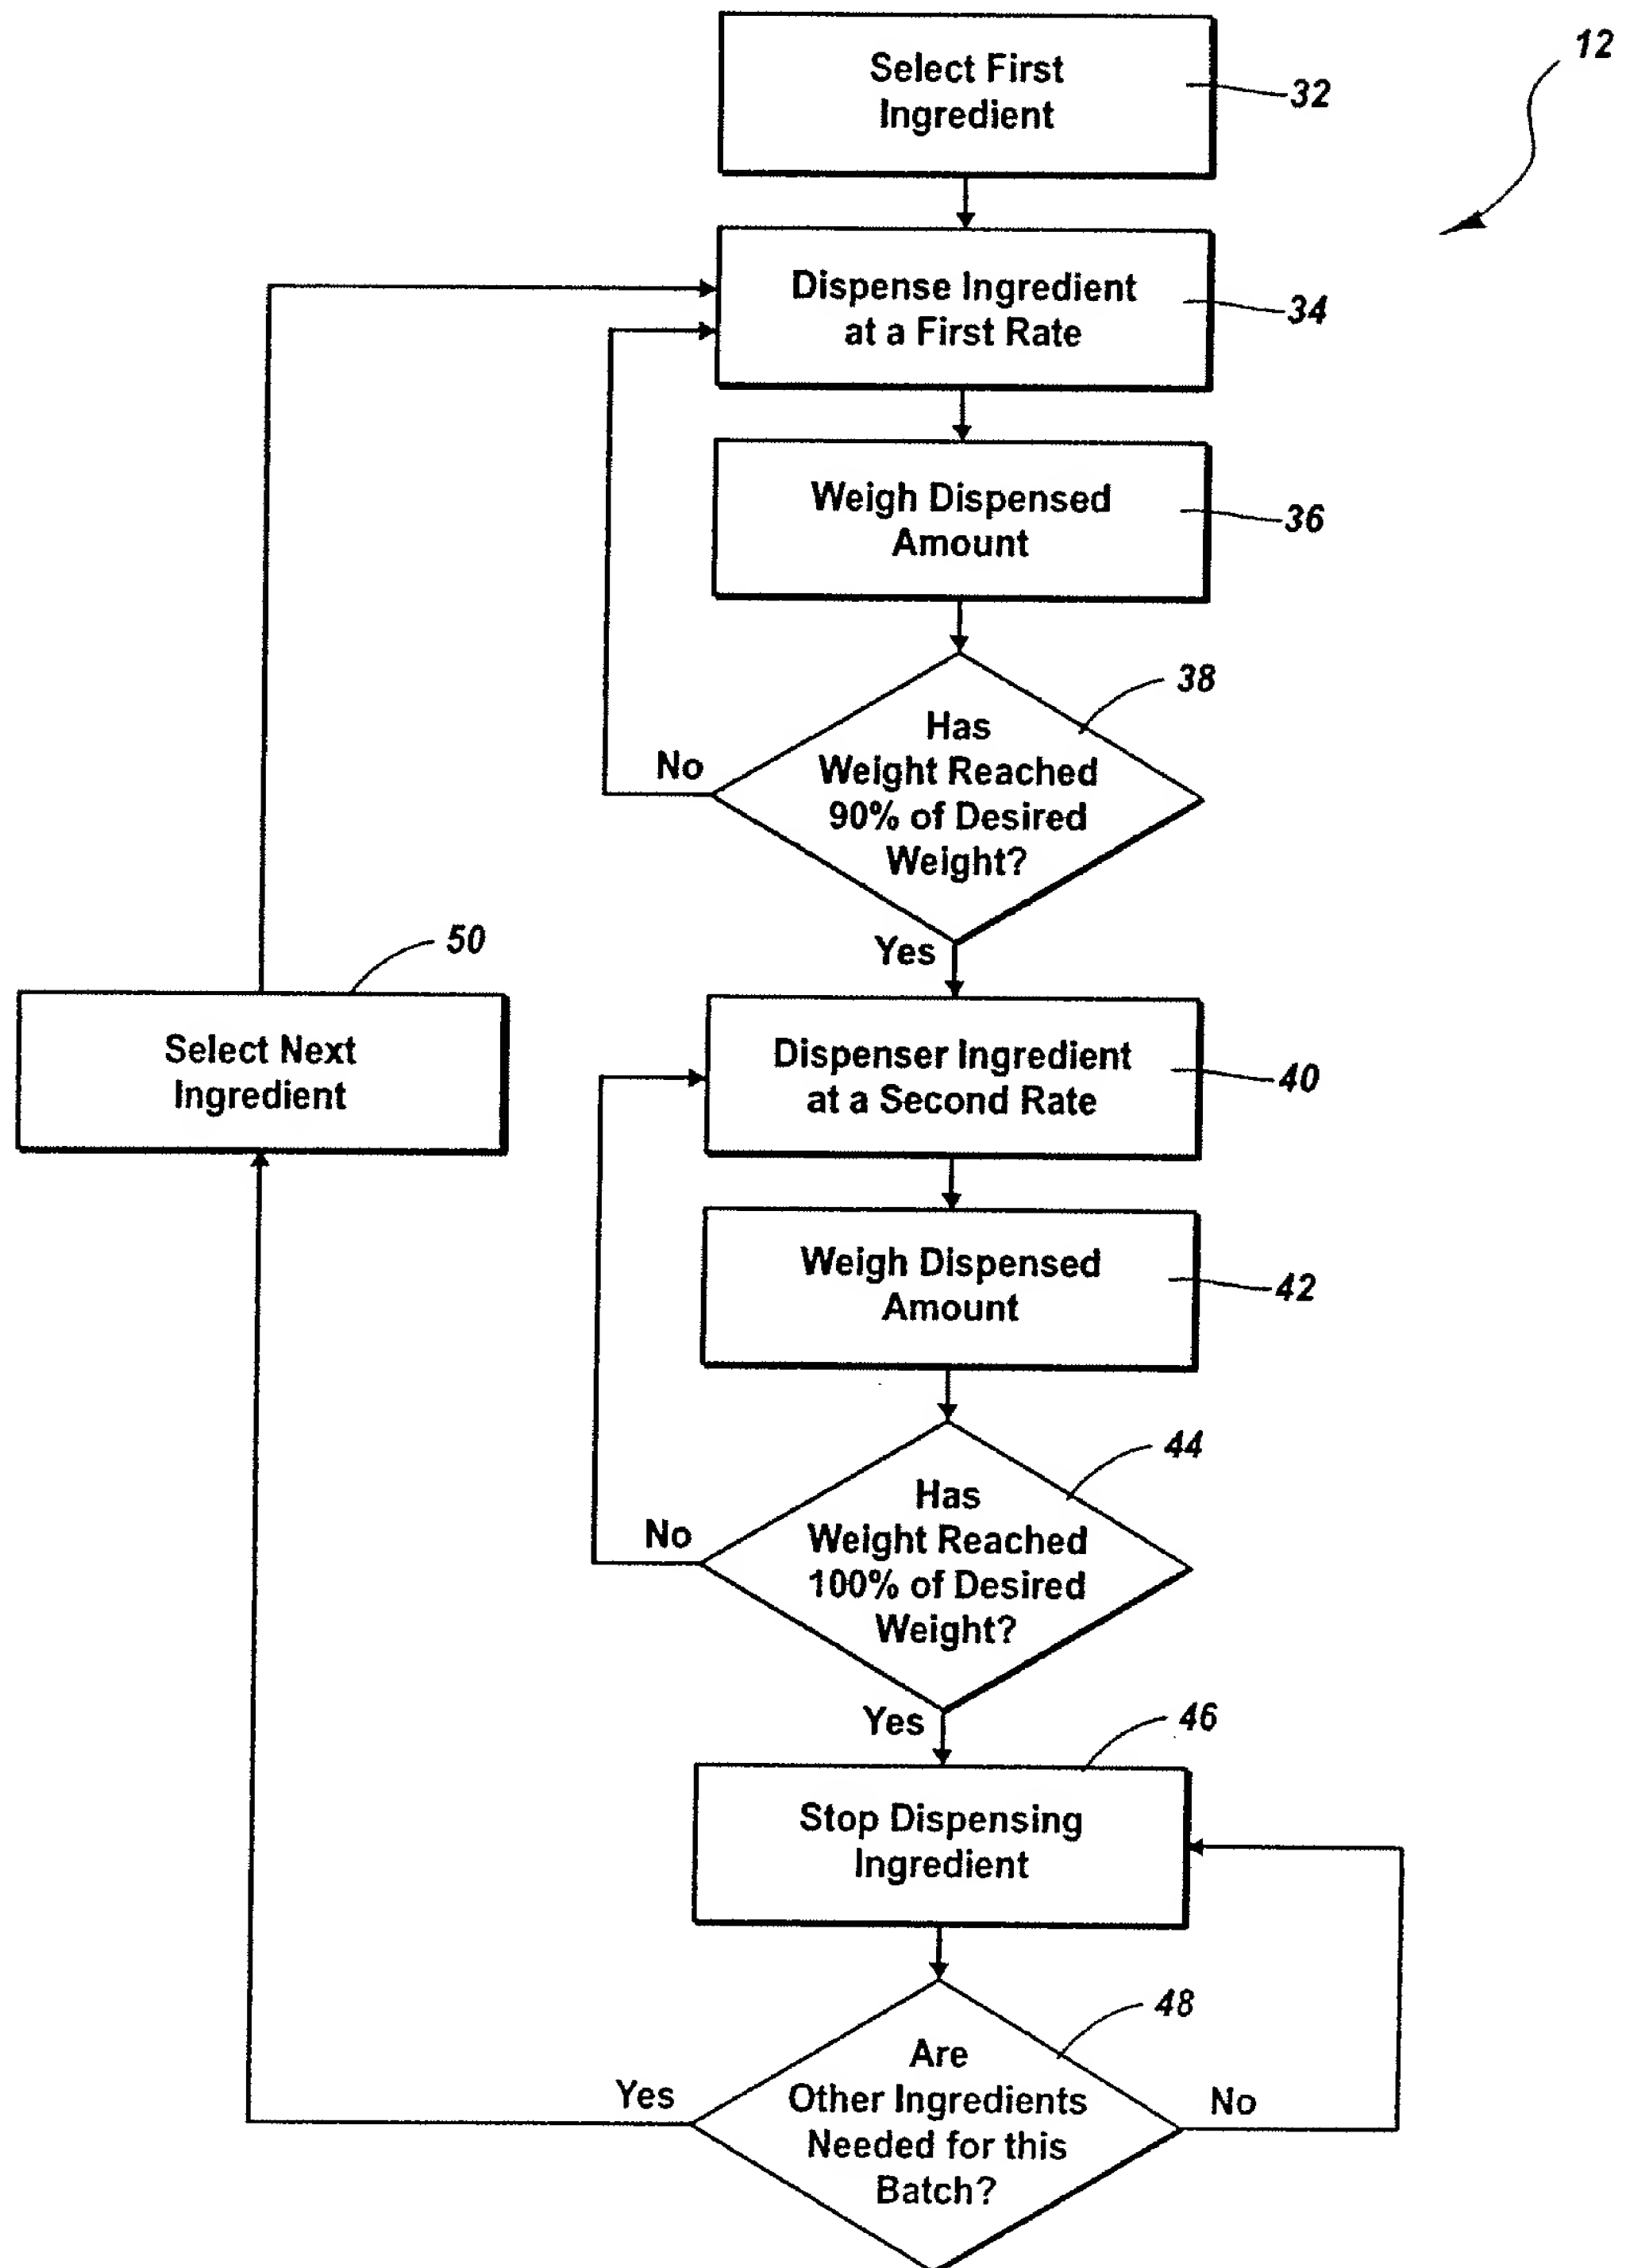 12
Select First
Ingredient
32
Dispense Ingredient
at a First Rate
34
Weigh Dispensed
Amount
36
38
Has
Weight Reached
90% of Desired
Weight?
No
Yes
50
Select Next
Ingredient
Dispenser Ingredient
at a Second Rate
40
Weigh Dispensed
Amount
42
44
Has
Weight Reached
100% of Desired
Weight?
No
Yes
46
Stop Dispensing
Ingredient
48
Are
Other Ingredients
Needed for this
Batch?
Yes
No